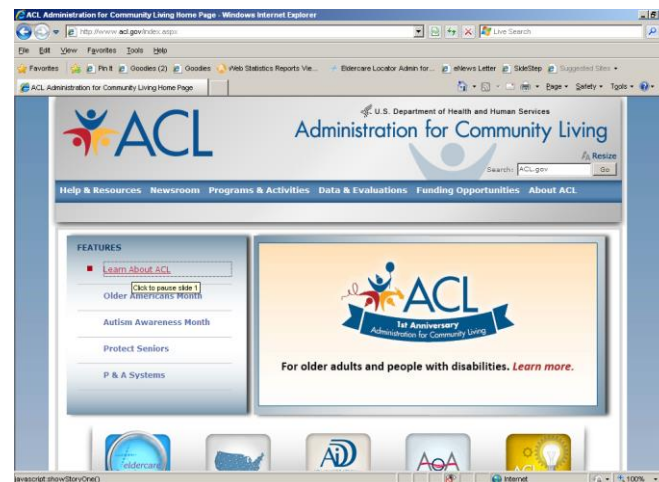 ACL Administration for Community Living Home Page - Windows Internet Explorer
http://www.acl.gov/index.aspx
Live Search
File Edit View Favorites Tools Help
Favorites Pin It Goodies (2) Goodies Web Statistics Reports Vie... Eldercare Locator Admin for... eNews Letter SideStep Suggested Sites
ACL Administration for Community Living Home Page
Page Safety Tools
ACL
U.S. Department of Health and Human Services
Administration for Community Living
Resize
Search: ACL.gov Go
Help & Resources Newsroom Programs & Activities Data & Evaluations Funding Opportunities About ACL
FEATURES
Learn About ACL
Click to pause slide 1
Older Americans Month
Autism Awareness Month
Protect Seniors
P & A Systems
ACL
1st Anniversary
Administration for Community Living
For older adults and people with disabilities. Learn more.
eldercare
AiDD
AoA
ACL
javascript:showStoryOne()
Internet
100%